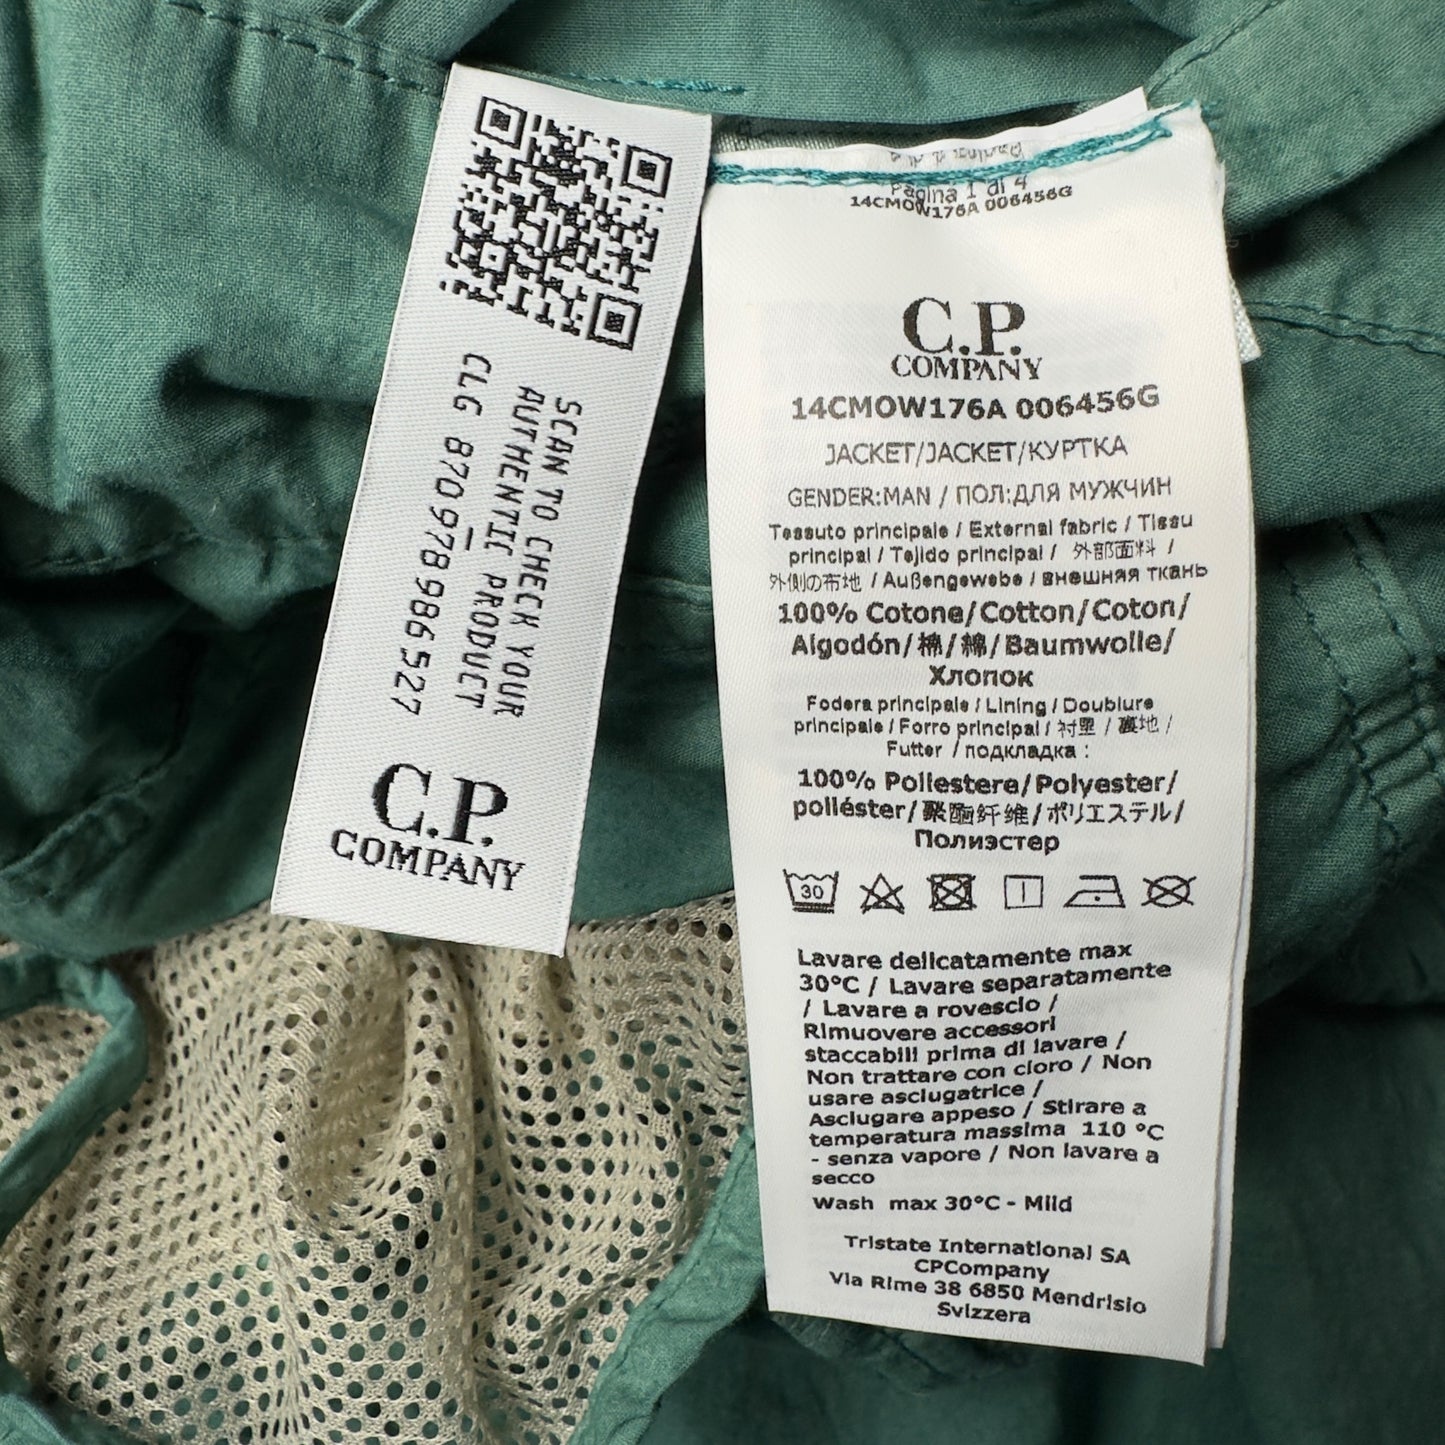 SCAN TO CHECK YOUR
AUTHENTIC PRODUCT
CLG 870978986527
C.P.
COMPANY
Pagina 1 di 4
14CMOW176A 006456G
C.P.
COMPANY
14CMOW176A 006456G
JACKET/JACKET/КУРТКА
GENDER:MAN / ПОЛ:ДЛЯ МУЖЧИН
Tessuto principale / External fabric / Tissu
principal / Tejido principal / 外部面料 /
外側の布地 / Außengewebe / внешняя ткань
100% Cotone/Cotton/Coton/
Algodón/棉/綿/Baumwolle/
Хлопок
Fodera principale / Lining / Doublure
principale / Forro principal / 衬里 / 裏地 /
Futter / подкладка :
100% Poliestere/Polyester/
poliéster/聚酯纤维/ポリエステル/
Полиэстер
30
Lavare delicatamente max
30°C / Lavare separatamente
/ Lavare a rovescio /
Rimuovere accessori
staccabili prima di lavare /
Non trattare con cloro / Non
usare asciugatrice /
Asciugare appeso / Stirare a
temperatura massima 110 °C
- senza vapore / Non lavare a
secco
Wash max 30°C - Mild
Tristate International SA
CPCompany
Via Rime 38 6850 Mendrisio
Svizzera